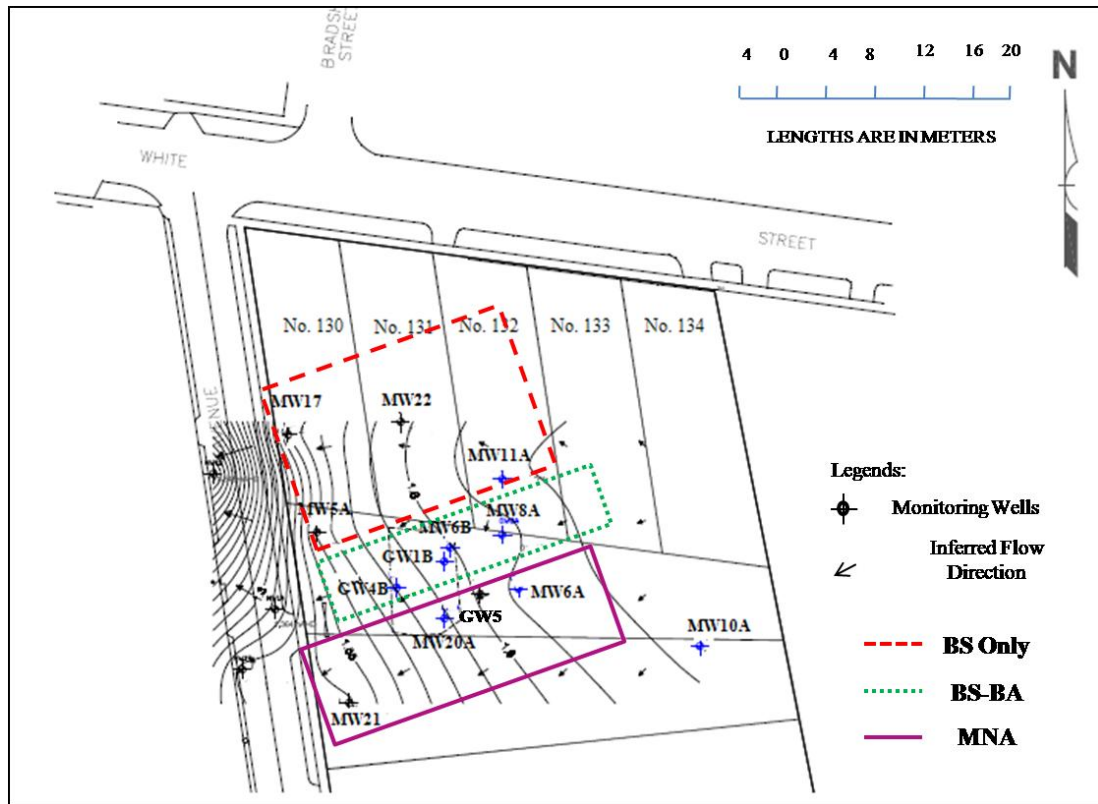 BRADSH
STREET
4 0 4 8 12 16 20
N
LENGTHS ARE IN METERS
WHITE
STREET
No. 130
No. 131
No. 132
No. 133
No. 134
NUE
MW17
MW22
MW11A
MW5A
MW8A
MW6B
GW1B
GW4B
MW6A
GW5
MW20A
MW10A
MW21
Legends:
Monitoring Wells
Inferred Flow
Direction
BS Only
BS-BA
MNA